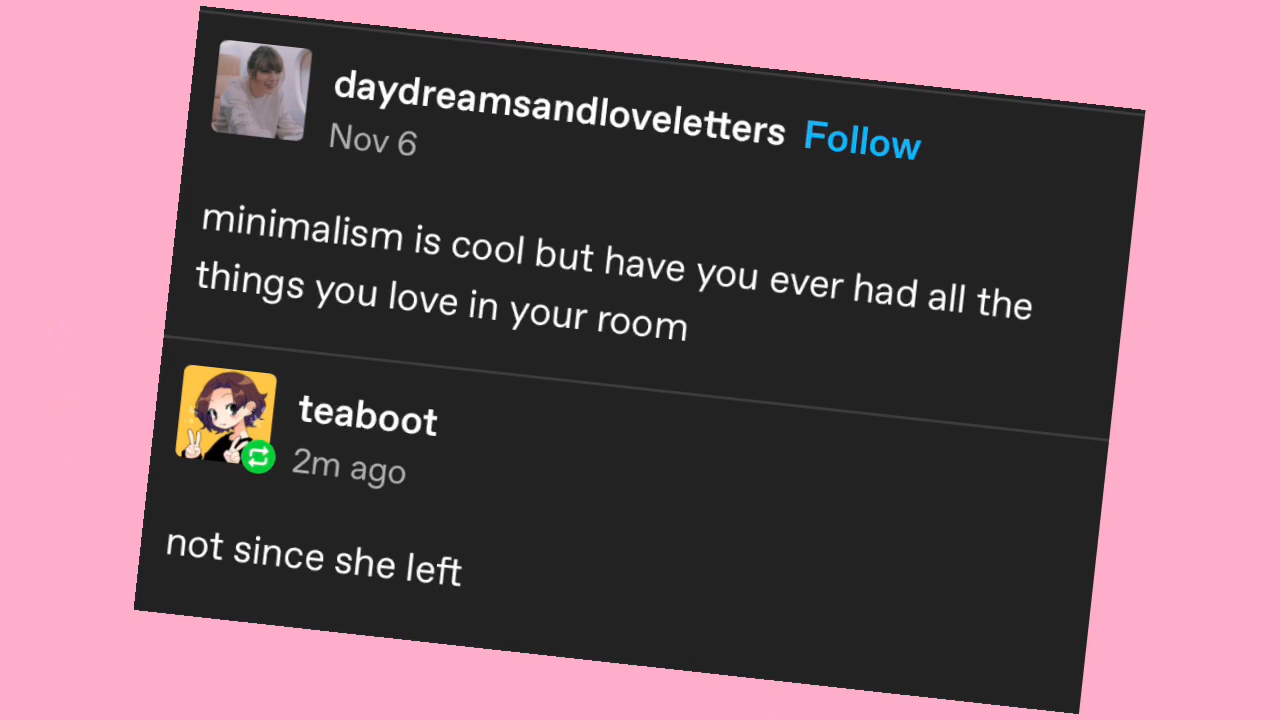 daydreamsandloveletters Follow
Nov 6
minimalism is cool but have you ever had all the
things you love in your room
teaboot
2m ago
not since she left